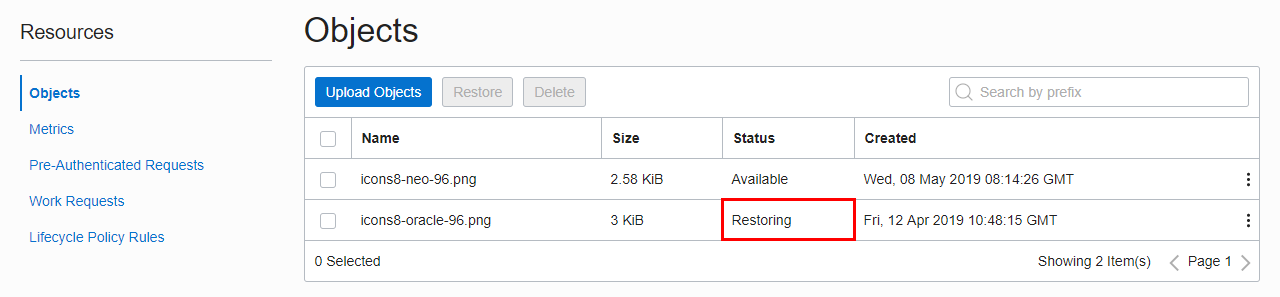 Resources
Objects
Metrics
Pre-Authenticated Requests
Work Requests
Lifecycle Policy Rules
Objects
Upload Objects Restore Delete Search by prefix
Name Size Status Created
icons8-neo-96.png 2.58 KiB Available Wed, 08 May 2019 08:14:26 GMT
icons8-oracle-96.png 3 KiB Restoring Fri, 12 Apr 2019 10:48:15 GMT
0 Selected Showing 2 Item(s) Page 1